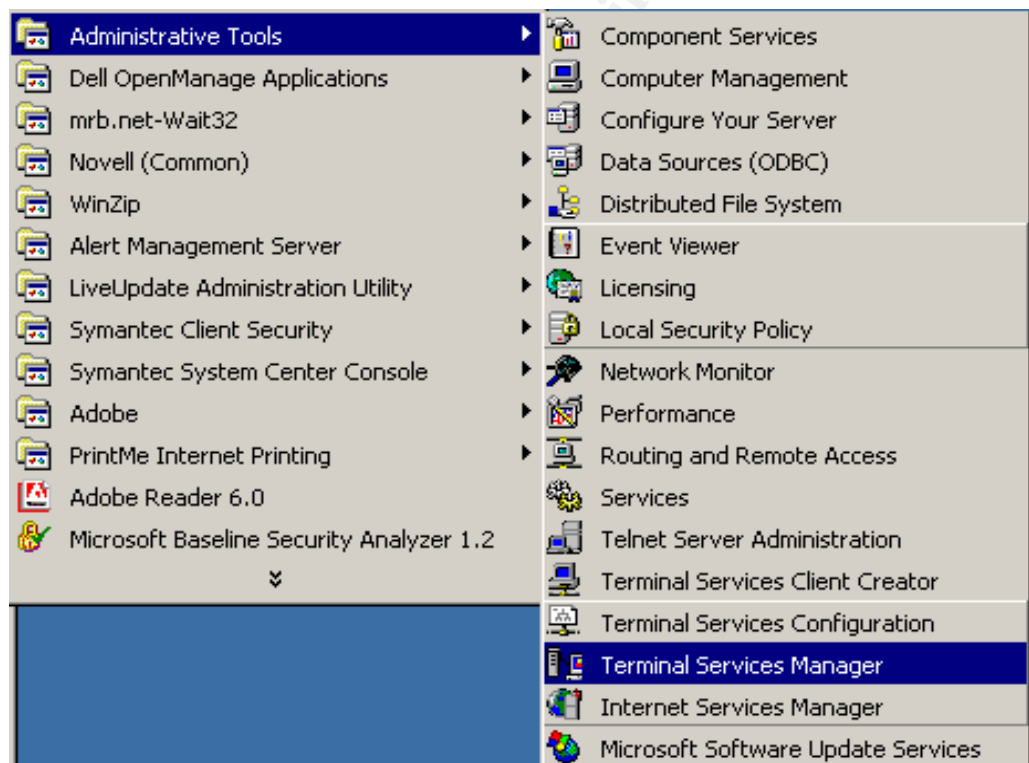 Administrative Tools
Dell OpenManage Applications
mrb.net-Wait32
Novell (Common)
WinZip
Alert Management Server
LiveUpdate Administration Utility
Symantec Client Security
Symantec System Center Console
Adobe
PrintMe Internet Printing
Adobe Reader 6.0
Microsoft Baseline Security Analyzer 1.2
Component Services
Computer Management
Configure Your Server
Data Sources (ODBC)
Distributed File System
Event Viewer
Licensing
Local Security Policy
Network Monitor
Performance
Routing and Remote Access
Services
Telnet Server Administration
Terminal Services Client Creator
Terminal Services Configuration
Terminal Services Manager
Internet Services Manager
Microsoft Software Update Services